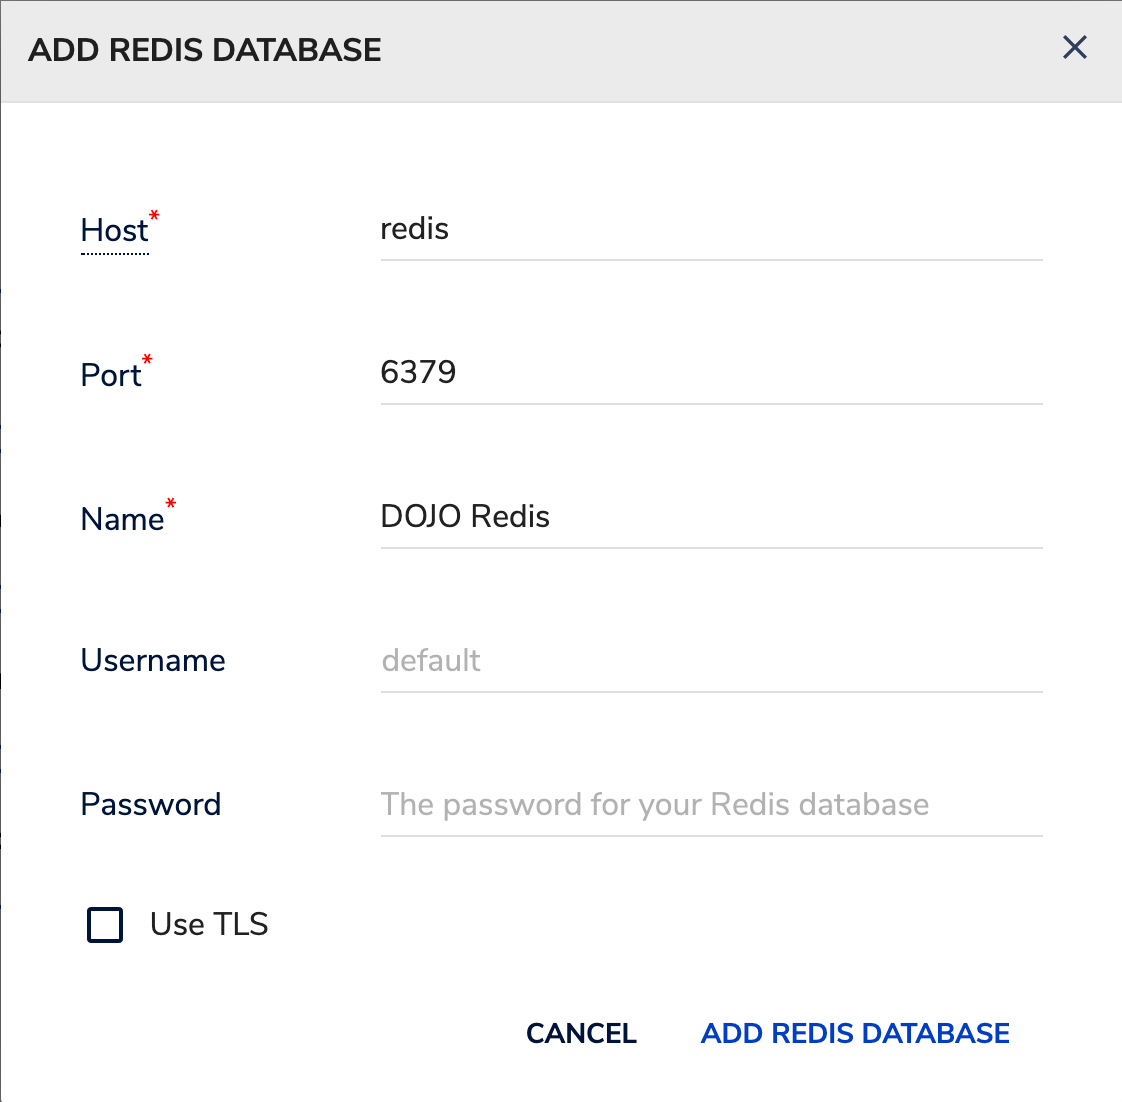 ADD REDIS DATABASE
Host* redis
Port* 6379
Name* DOJO Redis
Username default
Password The password for your Redis database
Use TLS
CANCEL ADD REDIS DATABASE